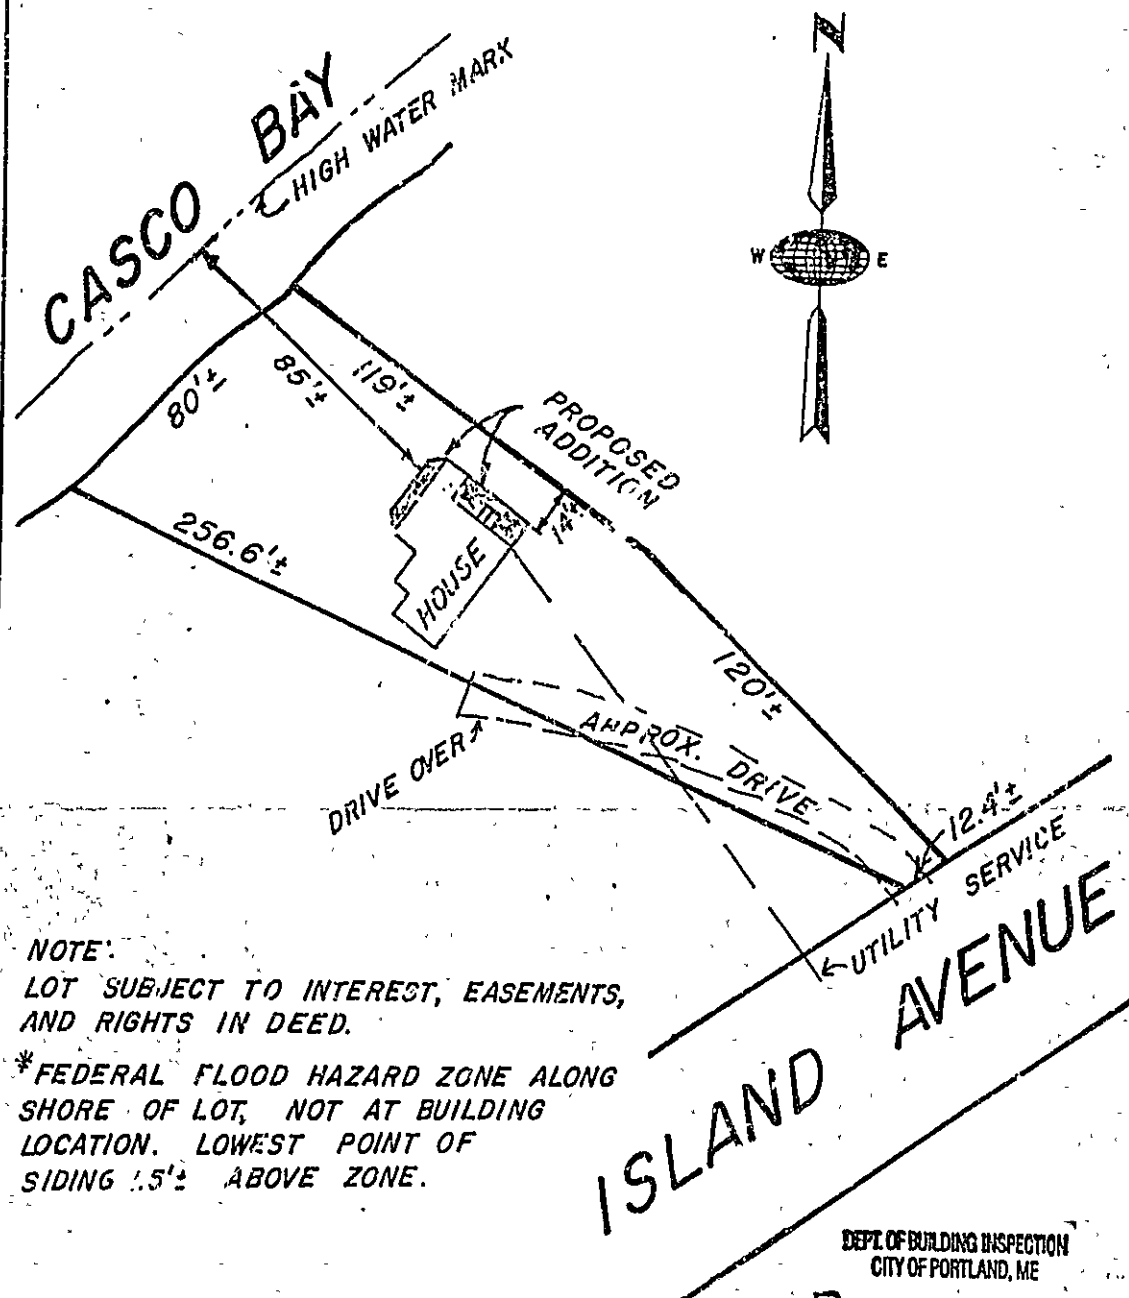 N
W E
CASCO BAY
HIGH WATER MARK
80'±
85'±
119'±
PROPOSED
ADDITION
14'±
256.6'±
HOUSE
120'±
APPROX. DRIVE
DRIVE OVER
12.4'±
UTILITY SERVICE
ISLAND AVENUE
NOTE:
LOT SUBJECT TO INTEREST, EASEMENTS,
AND RIGHTS IN DEED.
*FEDERAL FLOOD HAZARD ZONE ALONG
SHORE OF LOT, NOT AT BUILDING
LOCATION. LOWEST POINT OF
SIDING ABOVE ZONE.
DEPT. OF BUILDING INSPECTION
CITY OF PORTLAND, ME